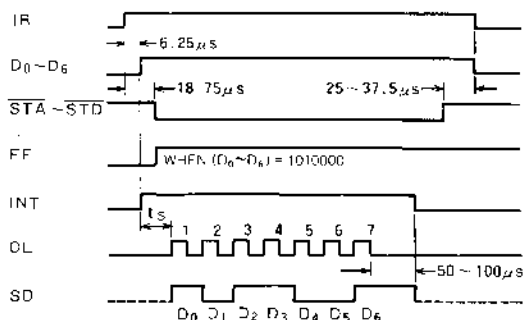 IR
6.25μs
D0~D6
18 75μs
25~37.5μs
STA~STD
FF
WHEN (D0~D6) = 1010000
INT
ts
1 2 3 4 5 6 7
CL
50~100μs
SD
D0 D1 D2 D3 D4 D5 D6